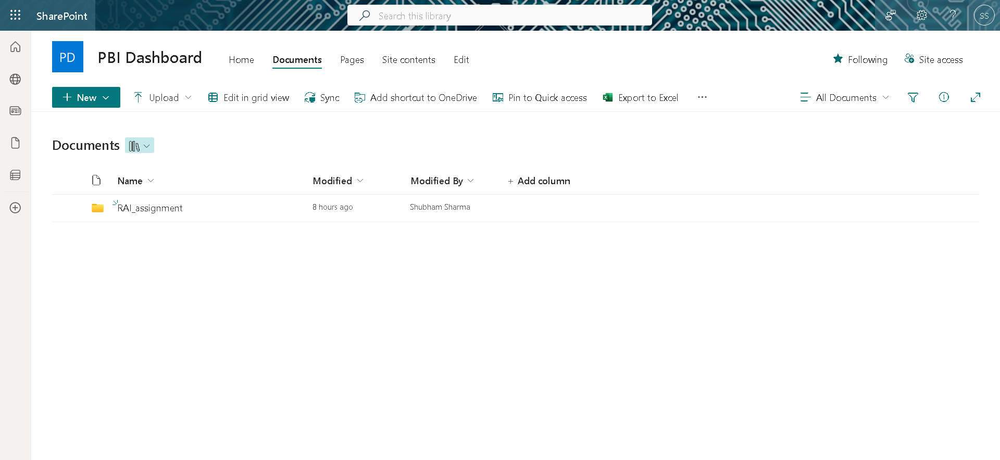 SharePoint
Search this library
SS
PD
PBI Dashboard
Home
Documents
Pages
Site contents
Edit
Following
Site access
New
Upload
Edit in grid view
Sync
Add shortcut to OneDrive
Pin to Quick access
Export to Excel
All Documents
Documents
Name
Modified
Modified By
+ Add column
RAI_assignment
8 hours ago
Shubham Sharma